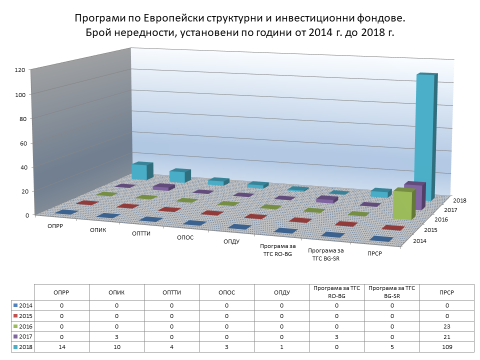 Програми по Европейски структурни и инвестиционни фондове.
Брой нередности, установени по години от 2014 г. до 2018 г.
120
100
80
60
40
20
0
ОПРР
ОПИК
ОПТТИ
ОПОС
ОПДУ
Програма за
ТГС RO-BG
Програма за
ТГС BG-SR
ПРСР
2018
2017
2016
2015
2014
ОПРР ОПИК ОПТТИ ОПОС ОПДУ Програма за ТГС RO-BG Програма за ТГС BG-SR ПРСР
2014 0 0 0 0 0 0 0 0
2015 0 0 0 0 0 0 0 0
2016 0 0 0 0 0 0 0 23
2017 0 3 0 0 0 3 0 21
2018 14 10 4 3 1 0 5 109